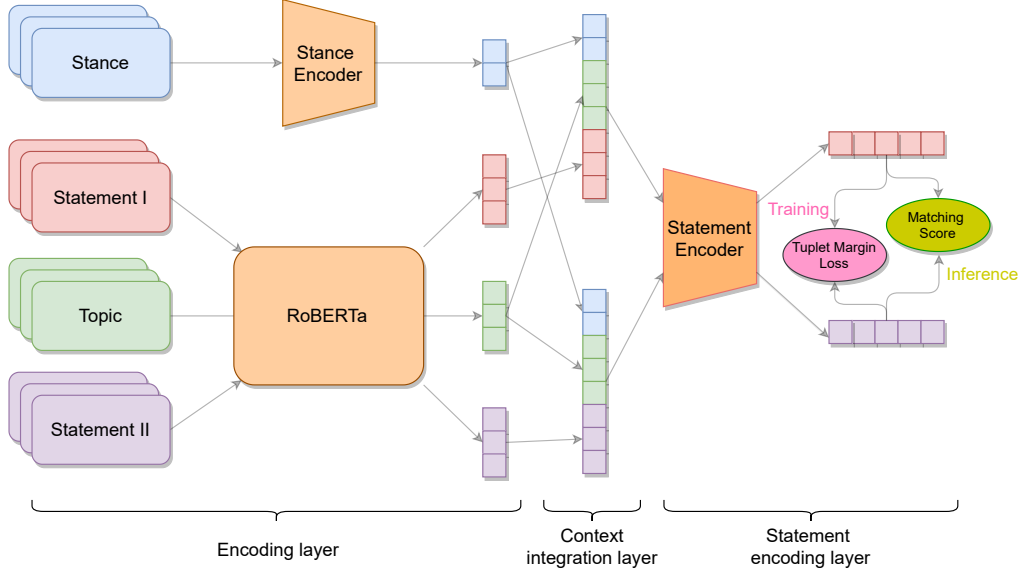 Stance
Stance
Encoder
Statement I
Topic
Statement II
RoBERTa
Statement
Encoder
Training
Tuplet Margin
Loss
Matching
Score
Inference
Encoding layer
Context
integration layer
Statement
encoding layer